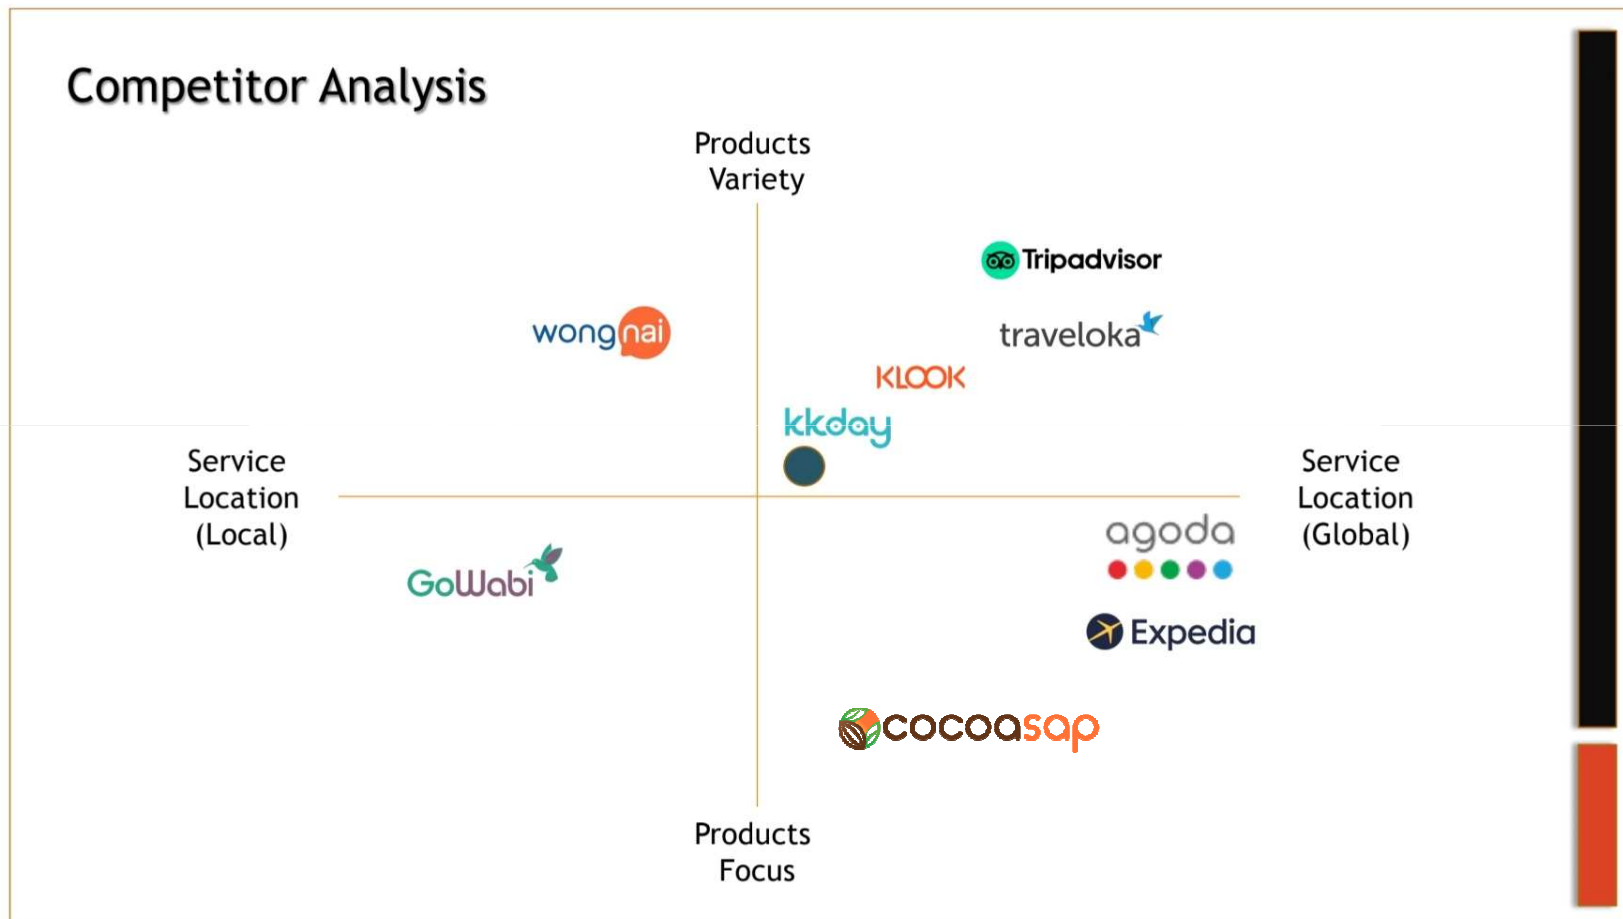 Competitor Analysis
Products
Variety
Tripadvisor
wongnai
traveloka
KLOOK
kkday
Service
Location
(Local)
Service
Location
(Global)
agoda
GoWabi
Expedia
cocoasap
Products
Focus